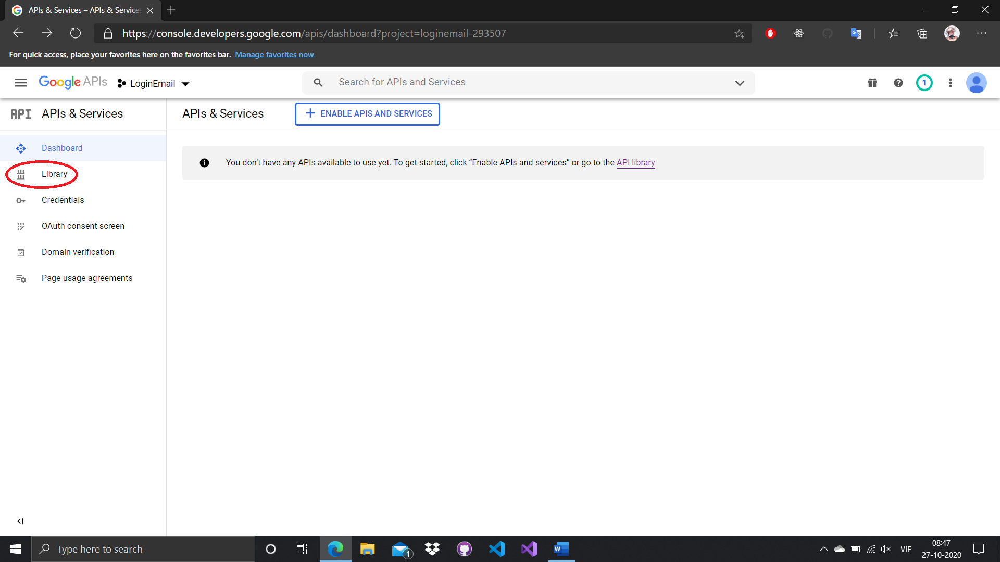 APIs & Services – APIs & Services
https://console.developers.google.com/apis/dashboard?project=loginemail-293507
For quick access, place your favorites here on the favorites bar. Manage favorites now
Google APIs LoginEmail Search for APIs and Services 1
API APIs & Services APIs & Services ENABLE APIS AND SERVICES
Dashboard
You don’t have any APIs available to use yet. To get started, click “Enable APIs and services” or go to the API library
Library
Credentials
OAuth consent screen
Domain verification
Page usage agreements
Type here to search 1 VIE 08:47
27-10-2020